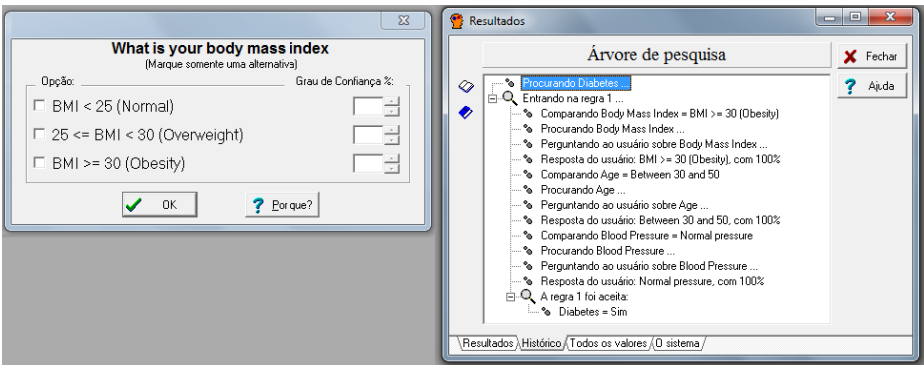 What is your body mass index
(Marque somente uma alternativa)
Opção: Grau de Confiança %:
BMI < 25 (Normal)
25 <= BMI < 30 (Overweight)
BMI >= 30 (Obesity)
OK
? Por que?
Resultados
Árvore de pesquisa
Fechar
? Ajuda
Procurando Diabetes ...
Entrando na regra 1 ...
Comparando Body Mass Index = BMI >= 30 (Obesity)
Procurando Body Mass Index ...
Perguntando ao usuário sobre Body Mass Index ...
Resposta do usuário: BMI >= 30 (Obesity), com 100%
Comparando Age = Between 30 and 50
Procurando Age ...
Perguntando ao usuário sobre Age ...
Resposta do usuário: Between 30 and 50, com 100%
Comparando Blood Pressure = Normal pressure
Procurando Blood Pressure ...
Perguntando ao usuário sobre Blood Pressure ...
Resposta do usuário: Normal pressure, com 100%
A regra 1 foi aceita:
Diabetes = Sim
Resultados Histórico Todos os valores O sistema